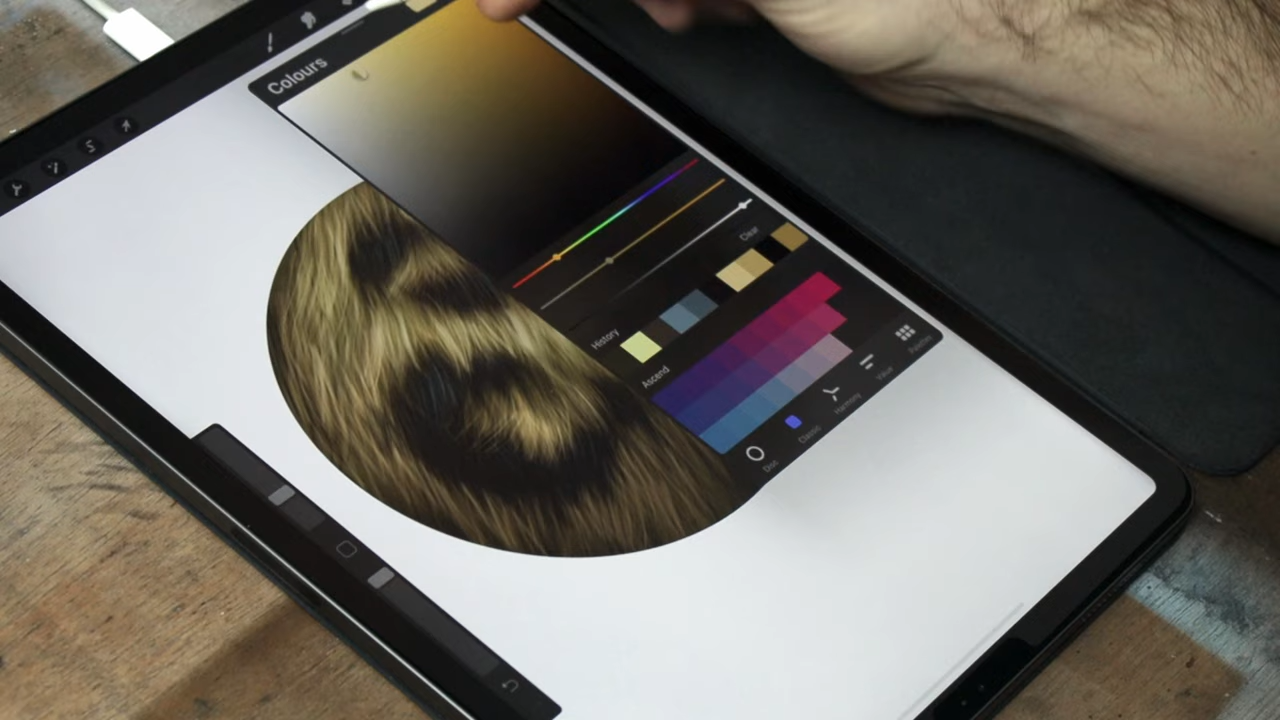 Colours
Clear
History
Ascend
Palettes
Value
Harmony
Classic
Disc